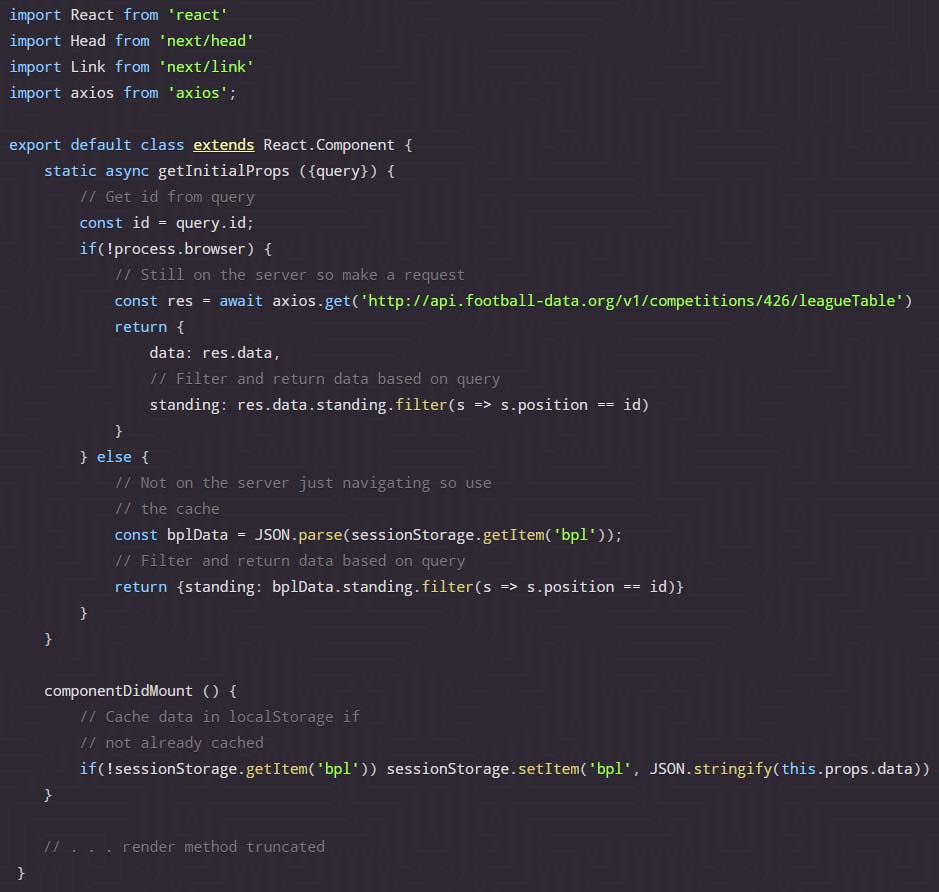 import React from 'react'
import Head from 'next/head'
import Link from 'next/link'
import axios from 'axios';

export default class extends React.Component {
    static async getInitialProps ({query}) {
        // Get id from query
        const id = query.id;
        if(!process.browser) {
            // Still on the server so make a request
            const res = await axios.get('http://api.football-data.org/v1/competitions/426/leagueTable')
            return {
                data: res.data,
                // Filter and return data based on query
                standing: res.data.standing.filter(s => s.position == id)
            }
        } else {
            // Not on the server just navigating so use
            // the cache
            const bplData = JSON.parse(sessionStorage.getItem('bpl'));
            // Filter and return data based on query
            return {standing: bplData.standing.filter(s => s.position == id)}
        }
    }

    componentDidMount () {
        // Cache data in localStorage if
        // not already cached
        if(!sessionStorage.getItem('bpl')) sessionStorage.setItem('bpl', JSON.stringify(this.props.data))
    }

    // . . . render method truncated
 }